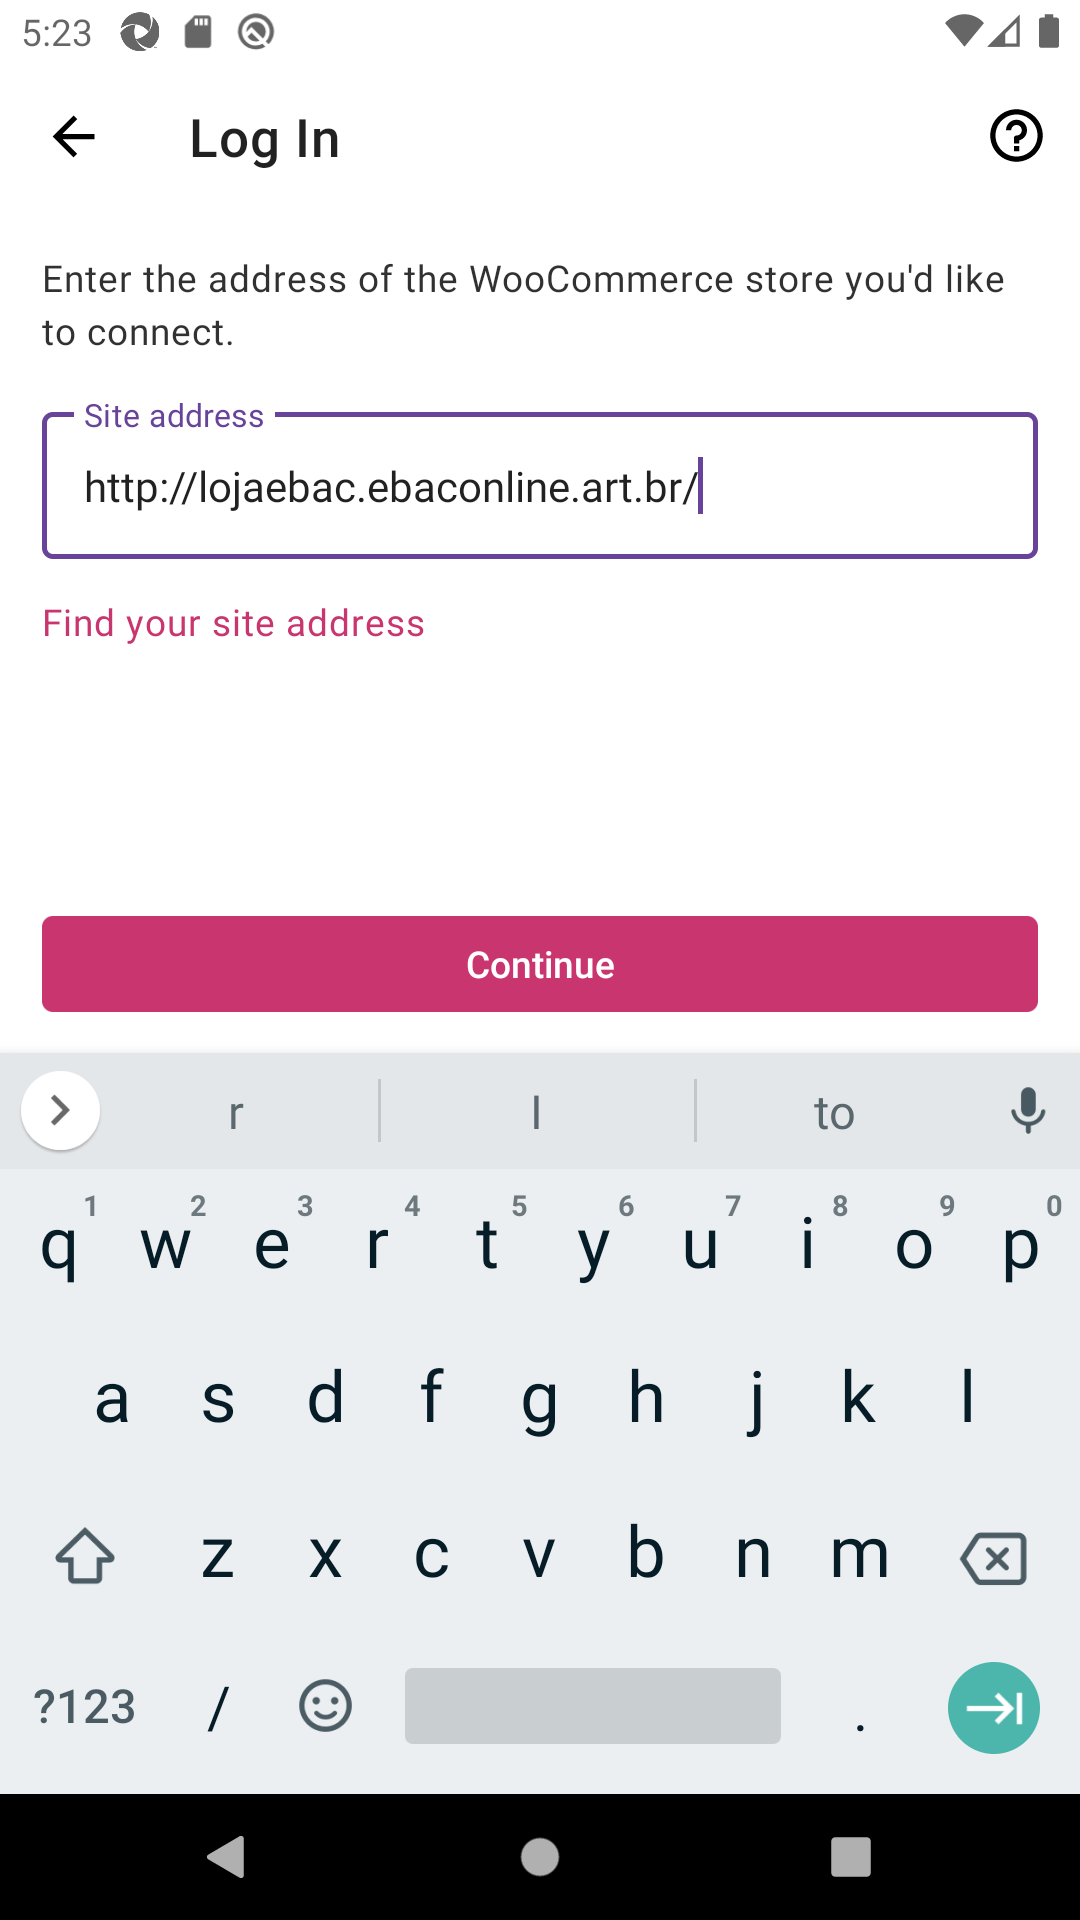 5:23
Log In
Enter the address of the WooCommerce store you'd like
to connect.
Site address
http://lojaebac.ebaconline.art.br/
Find your site address
Continue
r I to
1 2 3 4 5 6 7 8 9 0
q w e r t y u i o p
a s d f g h j k l
z x c v b n m
?123 / .